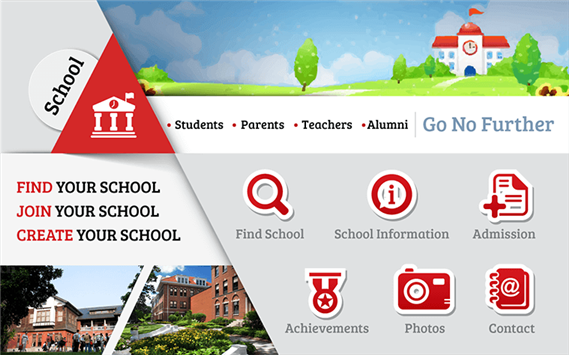 School
• Students • Parents • Teachers •Alumni Go No Further
FIND YOUR SCHOOL
JOIN YOUR SCHOOL
CREATE YOUR SCHOOL
Find School School Information Admission
Achievements Photos Contact